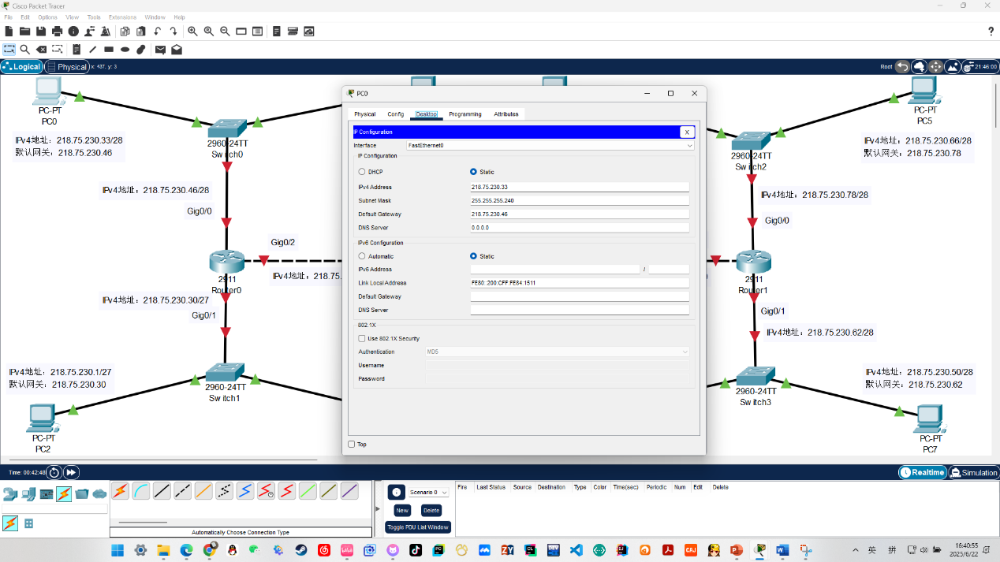 Cisco Packet Tracer
File Edit Options View Tools Extensions Window Help
Logical Physical x: 437, y: 3
Root 21:46:00
PC-PT
PC0
IPv4地址：218.75.230.33/28
默认网关：218.75.230.46
2960-24TT
Switch0
IPv4地址：218.75.230.46/28
Gig0/0
Gig0/2
2911
Router0
IPv4地址：218.75.
IPv4地址：218.75.230.30/27
Gig0/1
IPv4地址：218.75.230.1/27
默认网关：218.75.230.30
2960-24TT
Switch1
PC-PT
PC2
PC0
Physical Config Desktop Programming Attributes
IP Configuration X
Interface FastEthernet0
IP Configuration
DHCP Static
IPv4 Address 218.75.230.33
Subnet Mask 255.255.255.240
Default Gateway 218.75.230.46
DNS Server 0.0.0.0
IPv6 Configuration
Automatic Static
IPv6 Address /
Link Local Address FE80::200:CFF:FE84:1511
Default Gateway
DNS Server
802.1X
Use 802.1X Security
Authentication MD5
Username
Password
Top
PC-PT
PC5
IPv4地址：218.75.230.66/28
默认网关：218.75.230.78
2960-24TT
Switch2
IPv4地址：218.75.230.78/28
Gig0/0
2911
Router1
Gig0/1
IPv4地址：218.75.230.62/28
IPv4地址：218.75.230.50/28
默认网关：218.75.230.62
2960-24TT
Switch3
PC-PT
PC7
Time: 00:42:48
Realtime Simulation
Scenario 0
New Delete
Toggle PDU List Window
Fire Last Status Source Destination Type Color Time(sec) Periodic Num Edit Delete
Automatically Choose Connection Type
英 拼
16:40:55
2025/6/22